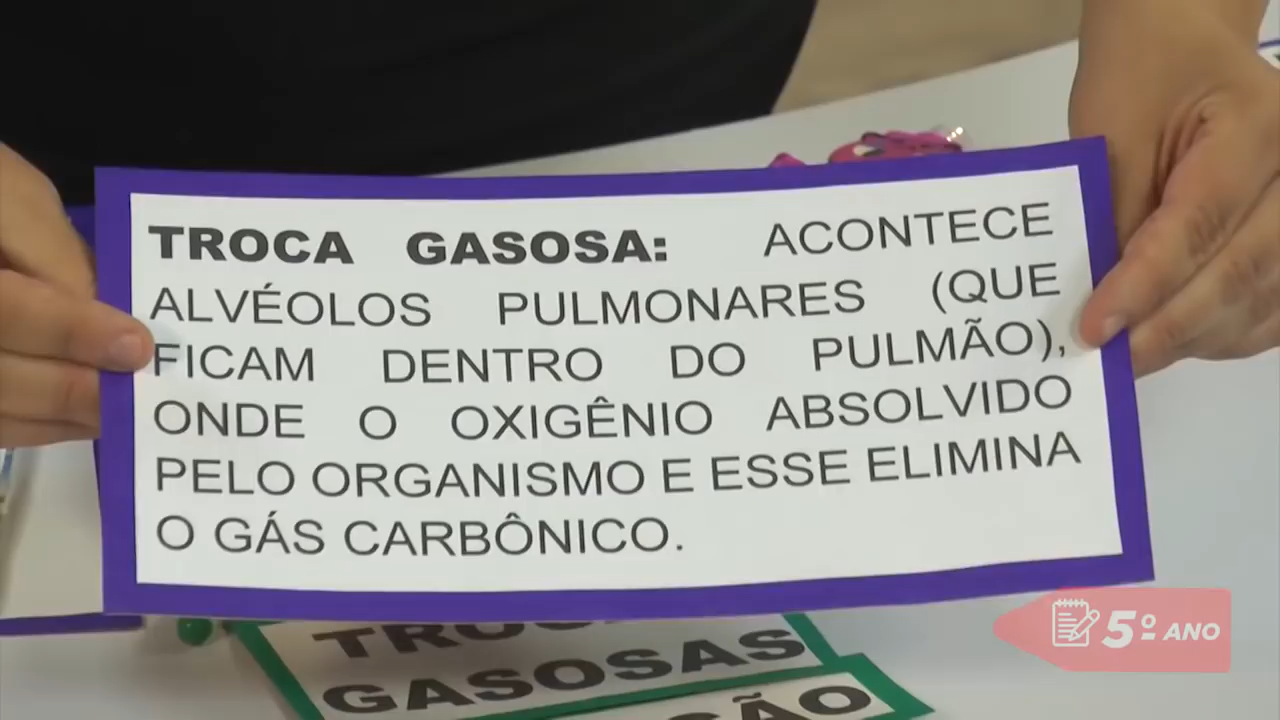 TROCA GASOSA: ACONTECE
ALVÉOLOS PULMONARES (QUE
FICAM DENTRO DO PULMÃO),
ONDE O OXIGÊNIO ABSOLVIDO
PELO ORGANISMO E ESSE ELIMINA
O GÁS CARBÔNICO.
5º ANO
GASOSAS